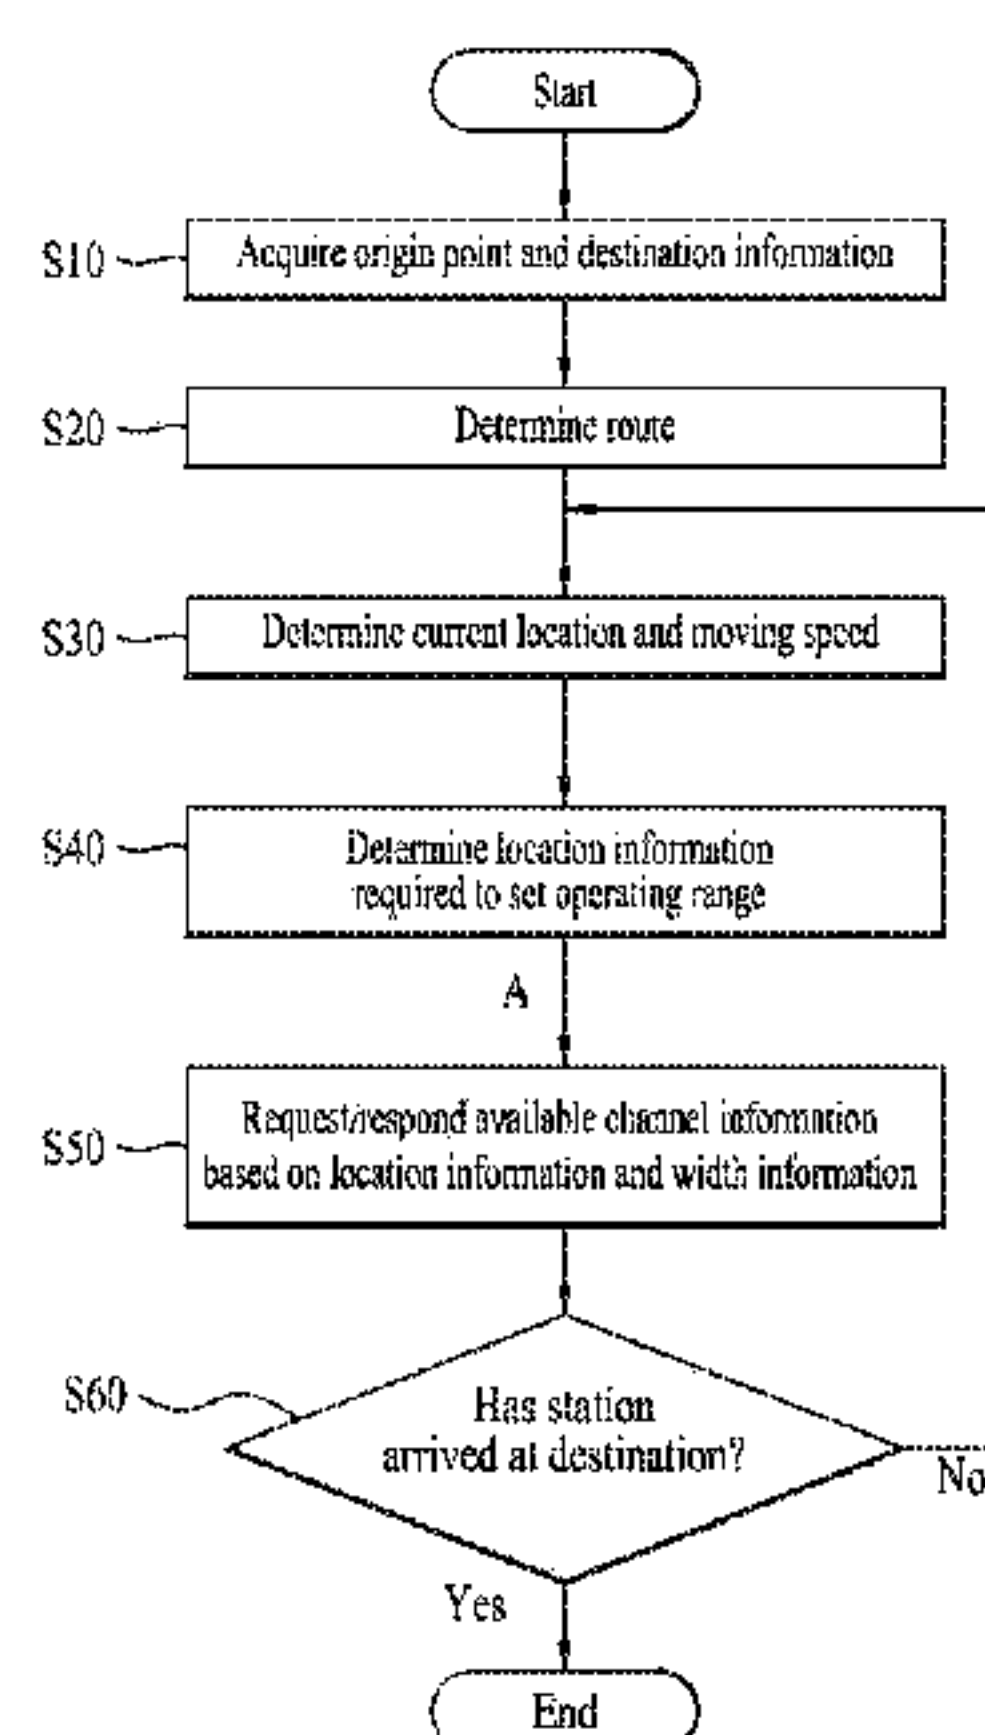 Start
S10
Acquire origin point and destination information
S20
Determine route
S30
Determine current location and moving speed
S40
Determine location information
required to set operating range
A
S50
Request/respond available channel information
based on location information and width information
S60
Has station
arrived at destination?
No
Yes
End